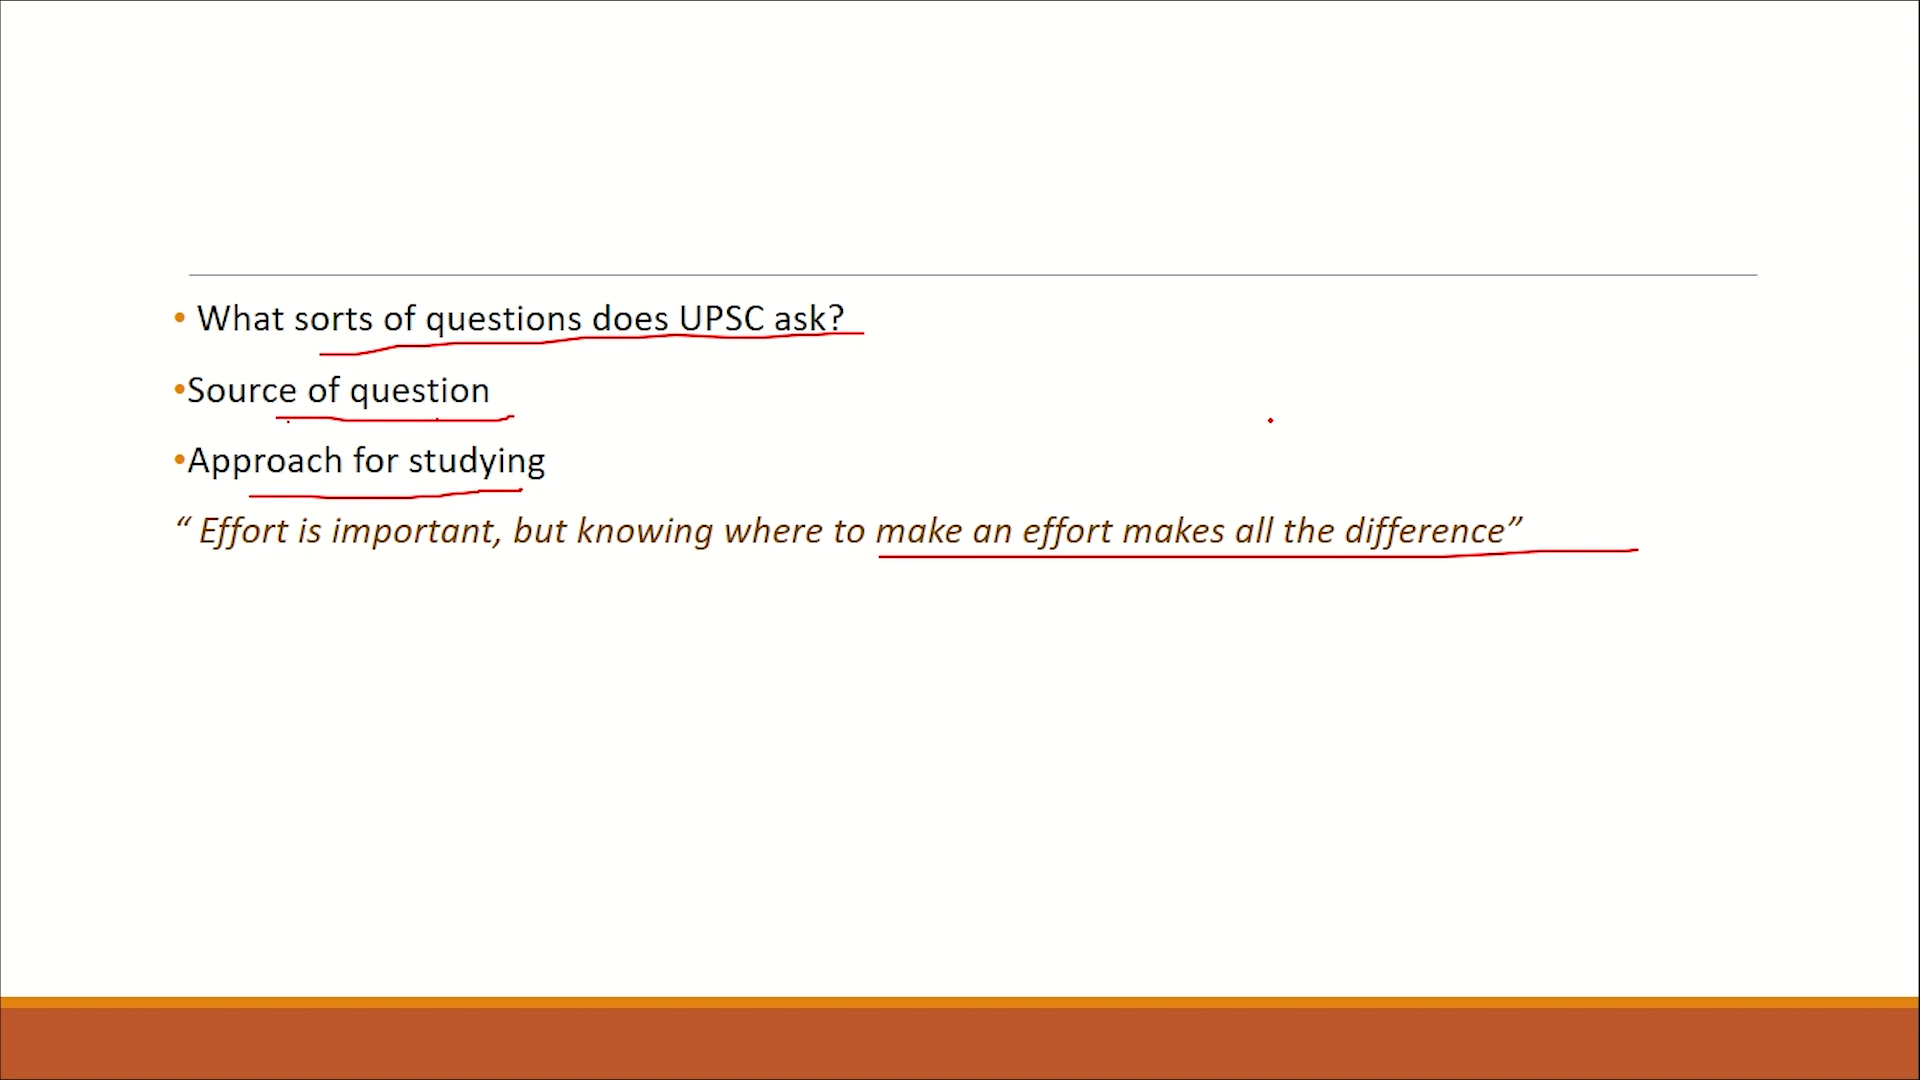 • What sorts of questions does UPSC ask?
•Source of question
•Approach for studying
“ Effort is important, but knowing where to make an effort makes all the difference”